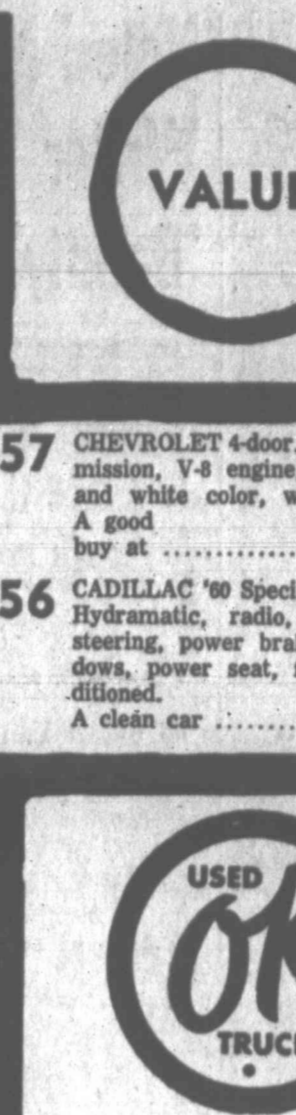 VALU
57 CHEVROLET 4-door,
mission, V-8 engine
and white color, w
A good
buy at ..............
56 CADILLAC '60 Speci
Hydramatic, radio,
steering, power bra
dows, power seat,
ditioned.
A clean car .........
USED
OK
TRUC